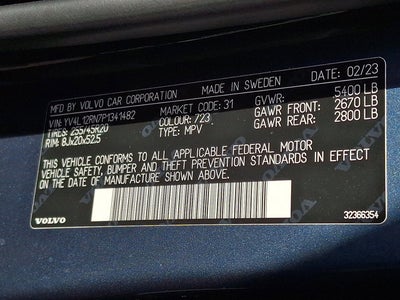 MFD BY VOLVO CAR CORPORATION MADE IN SWEDEN DATE: 02/23
VIN: YV4L12RN7P1341482 MARKET CODE: 31 GVWR: 5400 LB
TIRES: 255/45R20 COLOUR: 723 GAWR FRONT: 2670 LB
RIM: 8Jx20x52.5 TYPE: MPV GAWR REAR: 2800 LB
THIS VEHICLE CONFORMS TO ALL APPLICABLE FEDERAL MOTOR
VEHICLE SAFETY, BUMPER AND THEFT PREVENTION STANDARDS IN EFFECT ON
THE DATE OF MANUFACTURE SHOWN ABOVE.
VOLVO 32366354